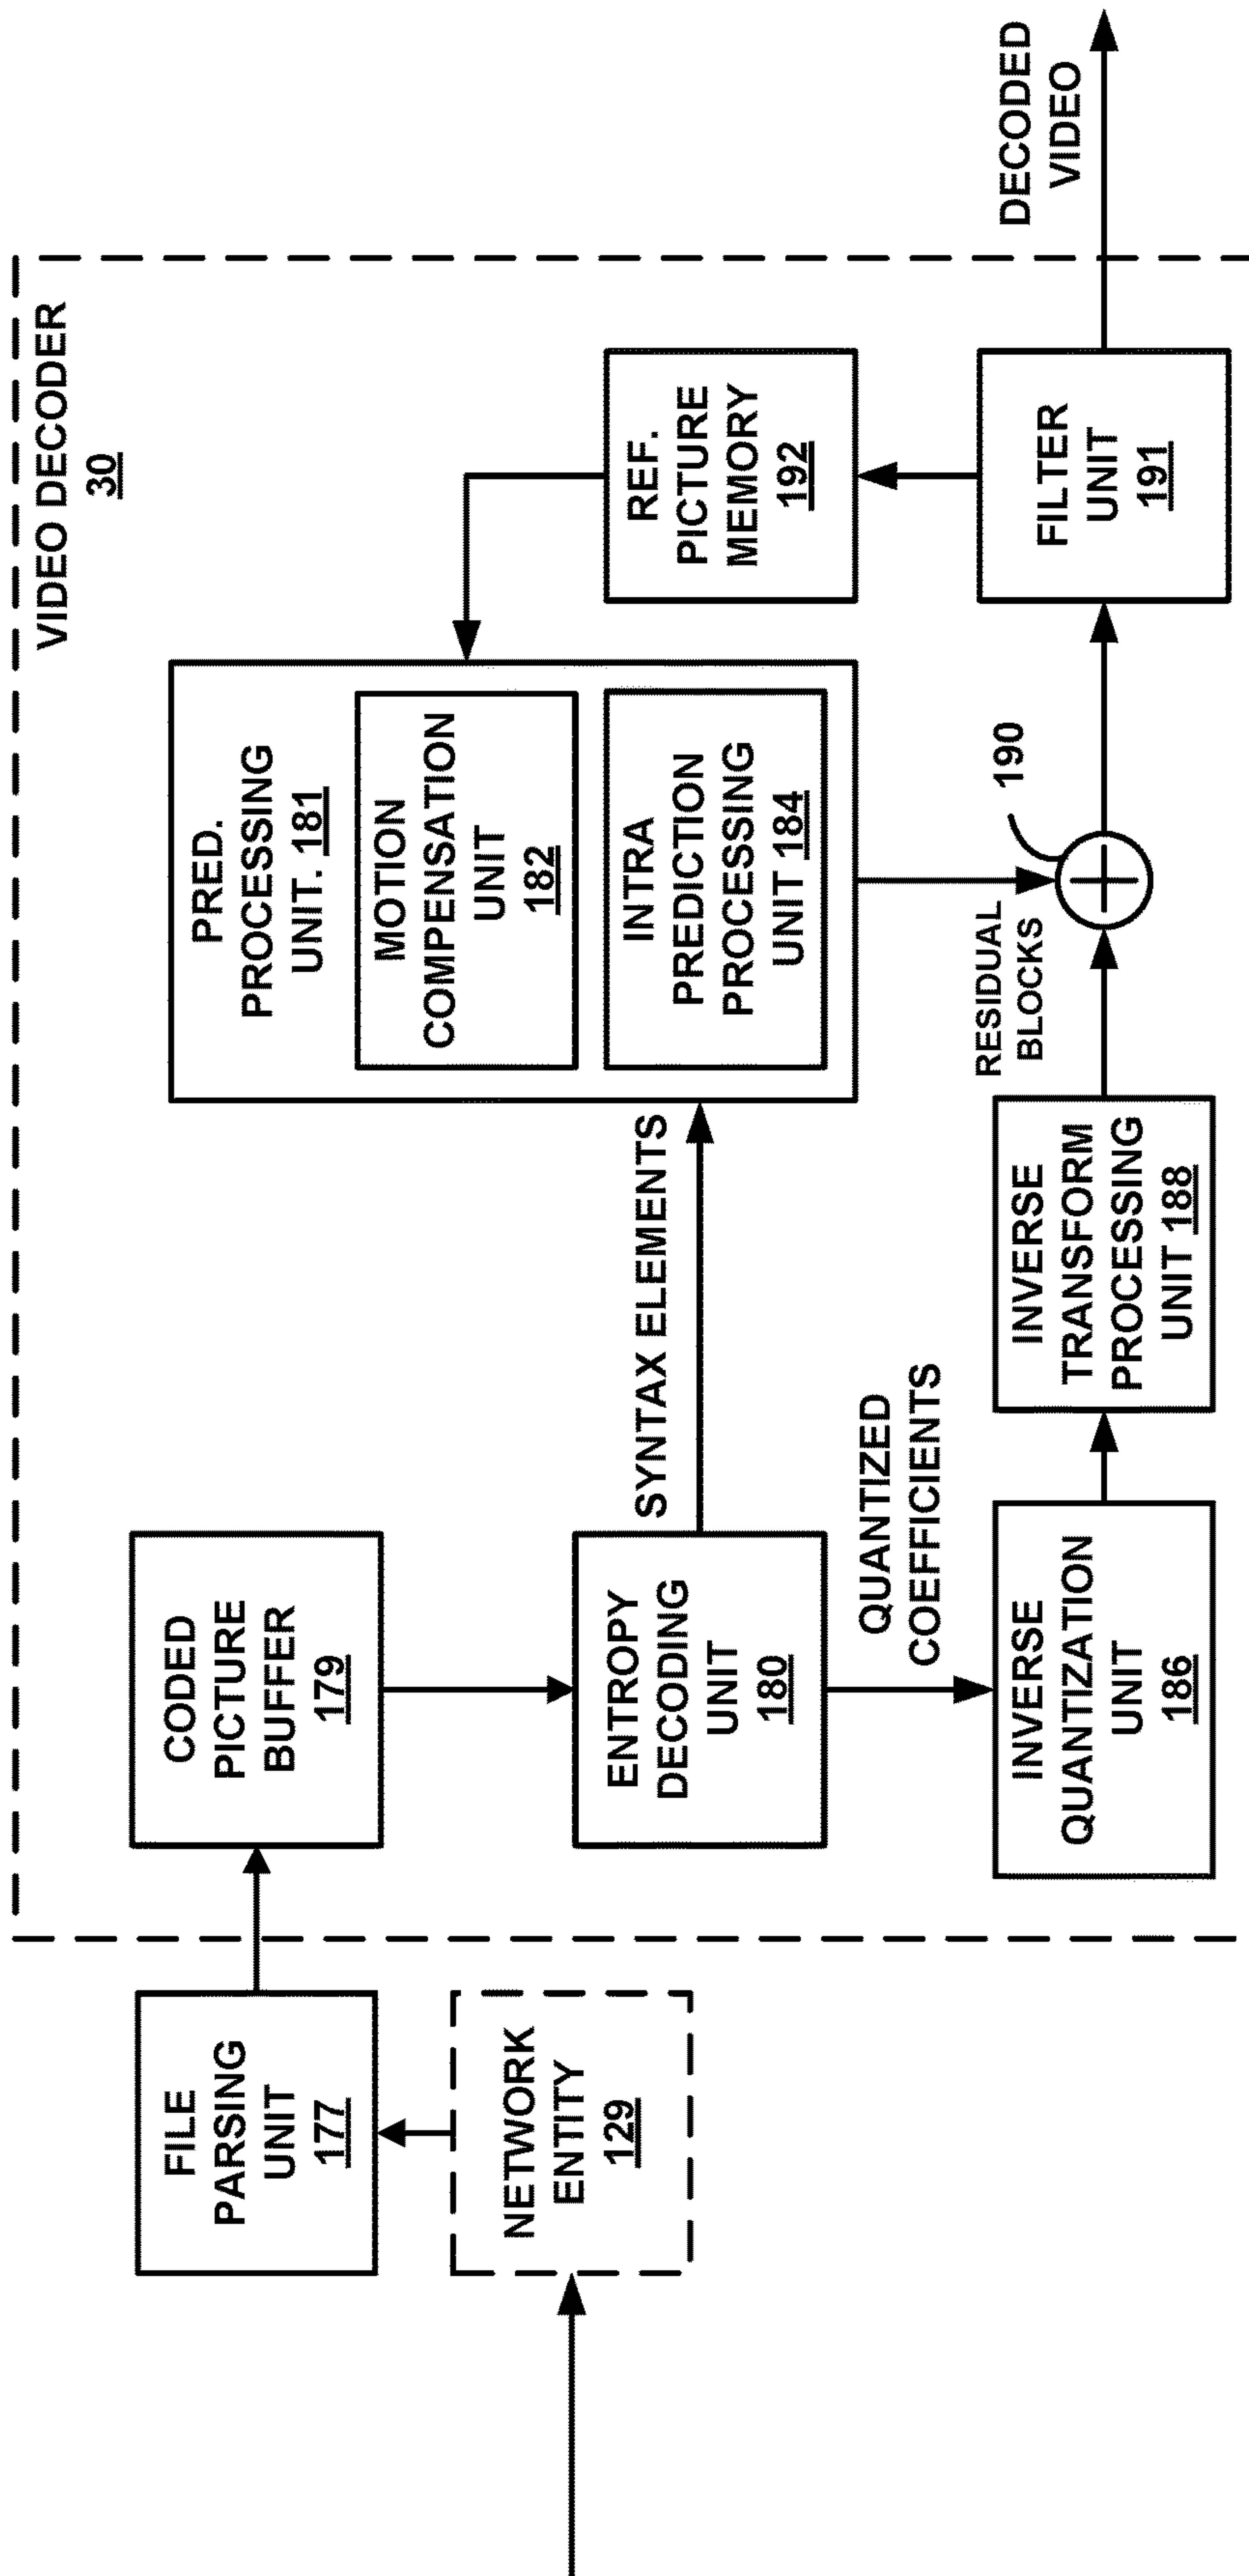 VIDEO DECODER
30
FILE
PARSING
UNIT
177
NETWORK
ENTITY
129
CODED
PICTURE
BUFFER
179
ENTROPY
DECODING
UNIT
180
SYNTAX ELEMENTS
QUANTIZED
COEFFICIENTS
INVERSE
QUANTIZATION
UNIT
186
INVERSE
TRANSFORM
PROCESSING
UNIT 188
RESIDUAL
BLOCKS
190
PRED.
PROCESSING
UNIT. 181
MOTION
COMPENSATION
UNIT
182
INTRA
PREDICTION
PROCESSING
UNIT 184
REF.
PICTURE
MEMORY
192
FILTER
UNIT
191
DECODED
VIDEO